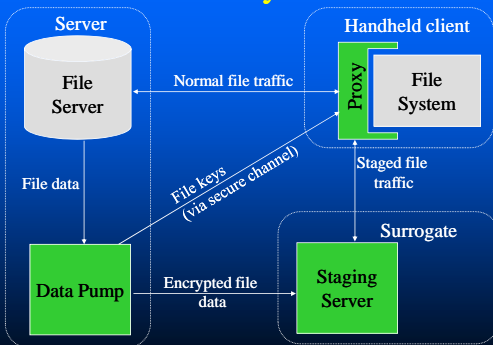 Server
Handheld client
File
Server
Normal file traffic
Proxy
File
System
File data
File keys
(via secure channel)
Staged file
traffic
Surrogate
Data Pump
Encrypted file
data
Staging
Server